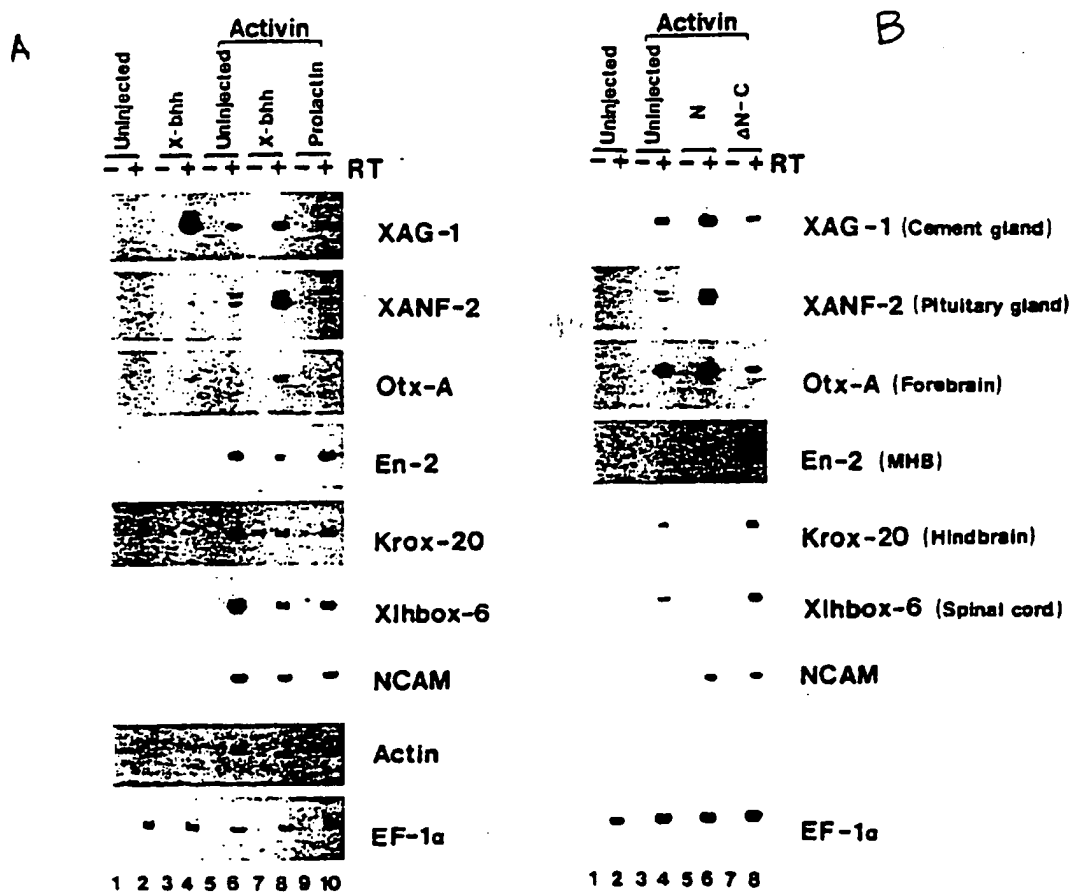 A
B
Activin
Uninjected X-bhh Uninjected X-bhh Prolactin
- + - + - + - + - + RT
XAG-1
XANF-2
Otx-A
En-2
Krox-20
Xlhbox-6
NCAM
Actin
EF-1α
1 2 3 4 5 6 7 8 9 10
Activin
Uninjected Uninjected N ΔN-C
- + - + - + - + RT
XAG-1 (Cement gland)
XANF-2 (Pituitary gland)
Otx-A (Forebrain)
En-2 (MHB)
Krox-20 (Hindbrain)
Xlhbox-6 (Spinal cord)
NCAM
EF-1α
1 2 3 4 5 6 7 8